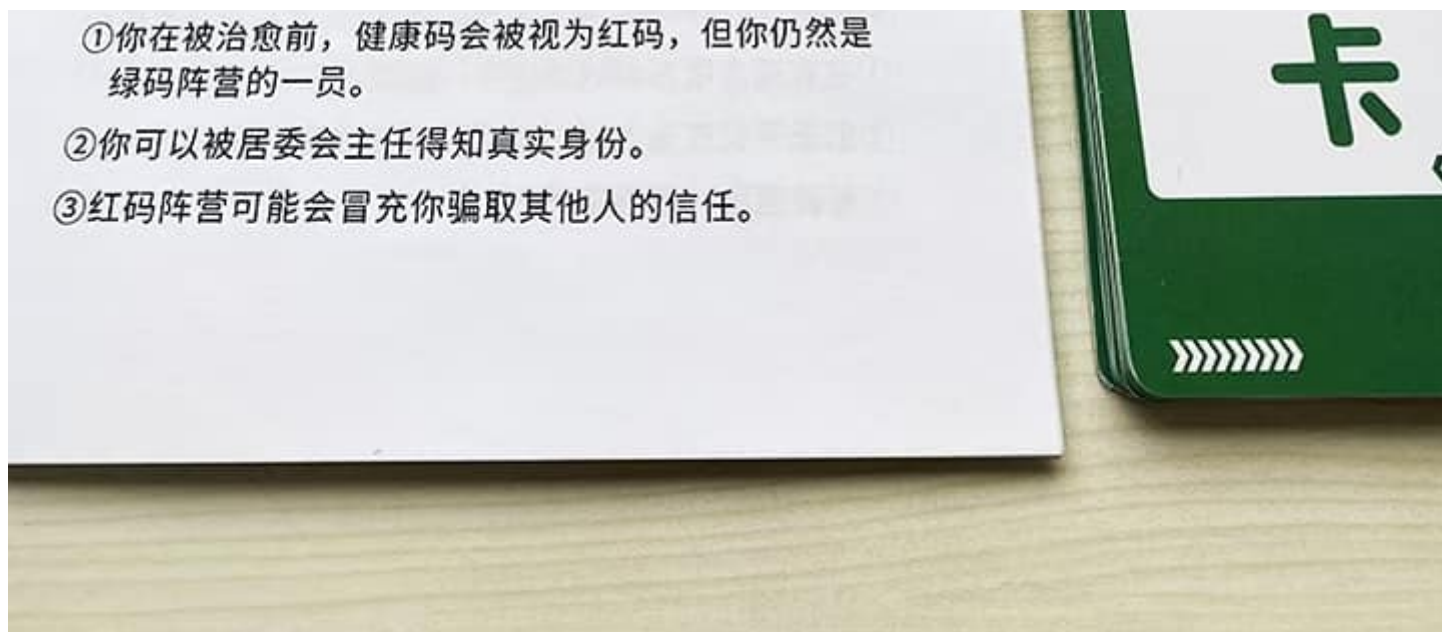 ①你在被治愈前，健康码会被视为红码，但你仍然是
绿码阵营的一员。
②你可以被居委会主任得知真实身份。
③红码阵营可能会冒充你骗取其他人的信任。
卡